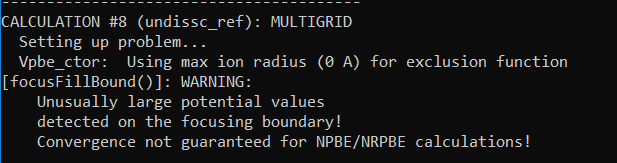 ----------------------------------------
CALCULATION #8 (undissc_ref): MULTIGRID
  Setting up problem...
  Vpbe_ctor:  Using max ion radius (0 A) for exclusion function
[focusFillBound()]: WARNING:
    Unusually large potential values
    detected on the focusing boundary!
    Convergence not guaranteed for NPBE/NRPBE calculations!